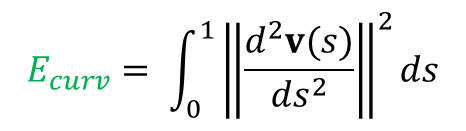 E_curv = ∫₀¹ ‖d²v(s)/ds²‖² ds